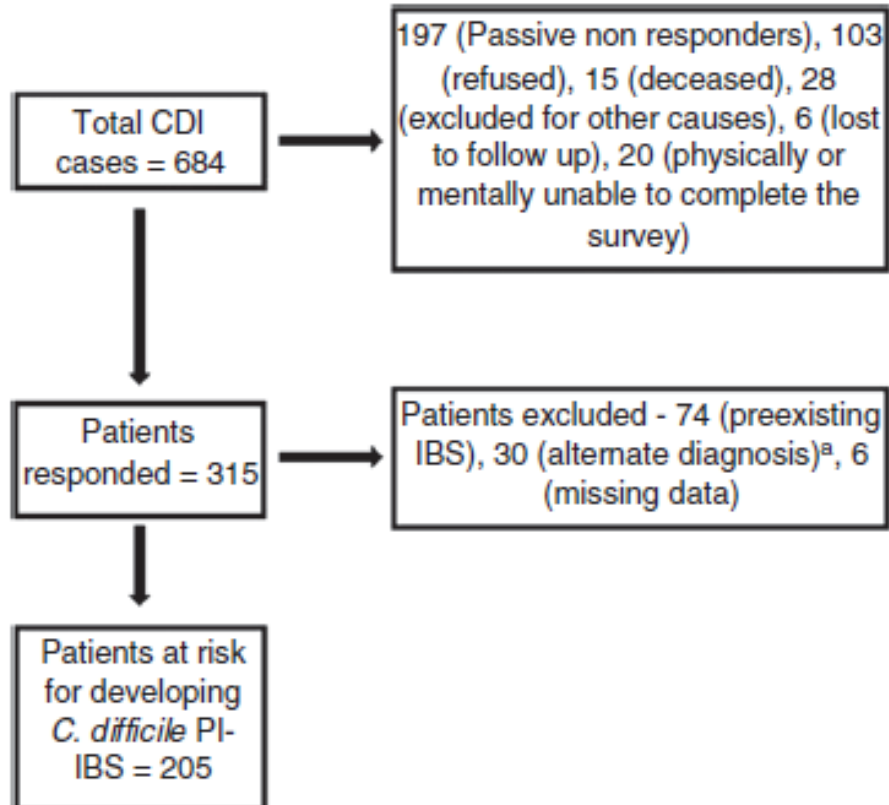 197 (Passive non responders), 103
(refused), 15 (deceased), 28
(excluded for other causes), 6 (lost
to follow up), 20 (physically or
mentally unable to complete the
survey)
Total CDI
cases = 684
Patients
responded = 315
Patients excluded - 74 (preexisting
IBS), 30 (alternate diagnosis)ᵃ, 6
(missing data)
Patients at risk
for developing
C. difficile PI-
IBS = 205